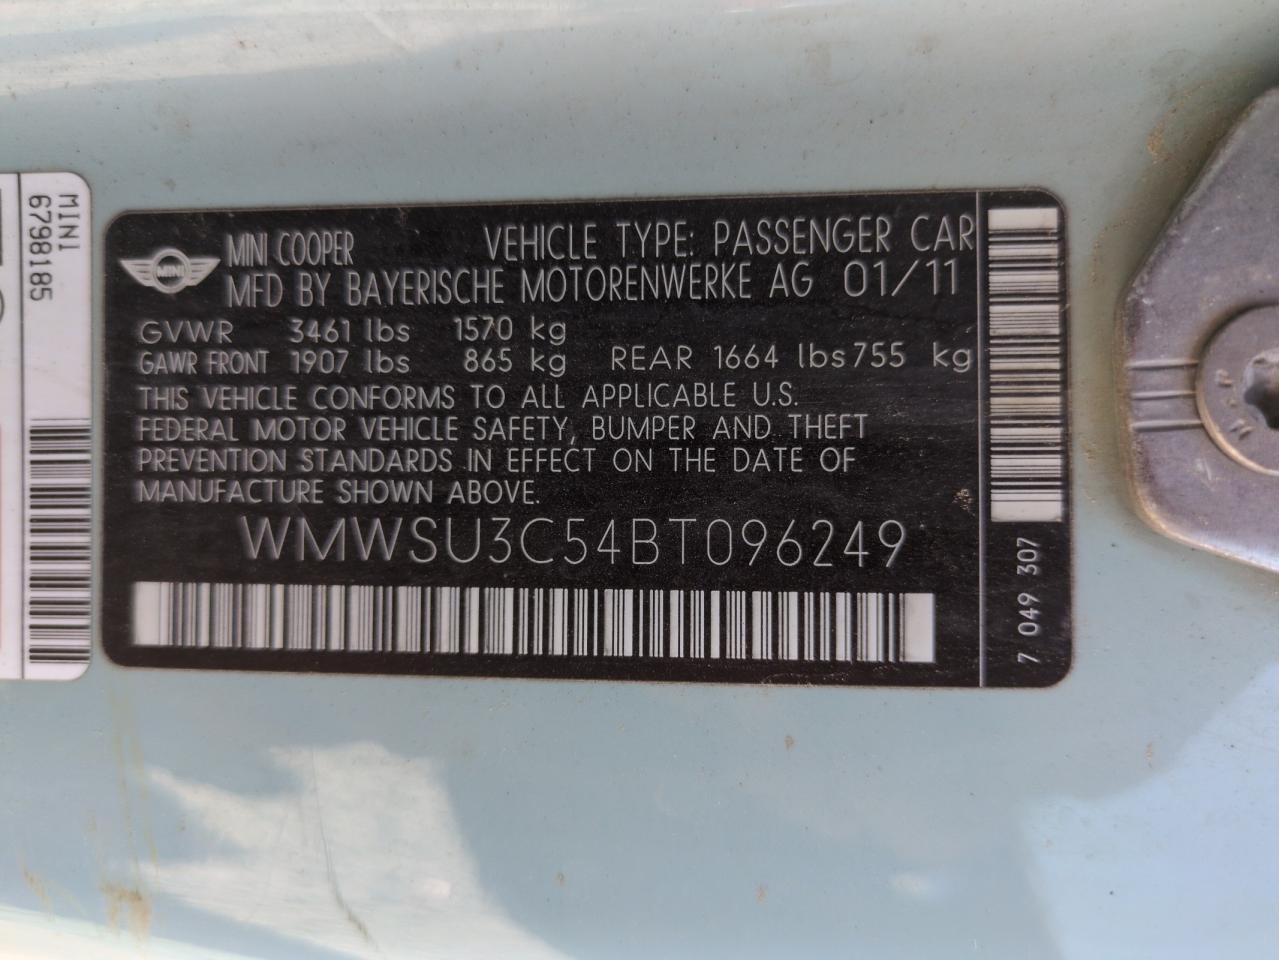 MINI
6798185
MINI
MINI COOPER VEHICLE TYPE: PASSENGER CAR
MFD BY BAYERISCHE MOTORENWERKE AG 01/11
GVWR 3461 lbs 1570 kg
GAWR FRONT 1907 lbs 865 kg REAR 1664 lbs 755 kg
THIS VEHICLE CONFORMS TO ALL APPLICABLE U.S.
FEDERAL MOTOR VEHICLE SAFETY, BUMPER AND THEFT
PREVENTION STANDARDS IN EFFECT ON THE DATE OF
MANUFACTURE SHOWN ABOVE.
WMWSU3C54BT096249
7 049 307